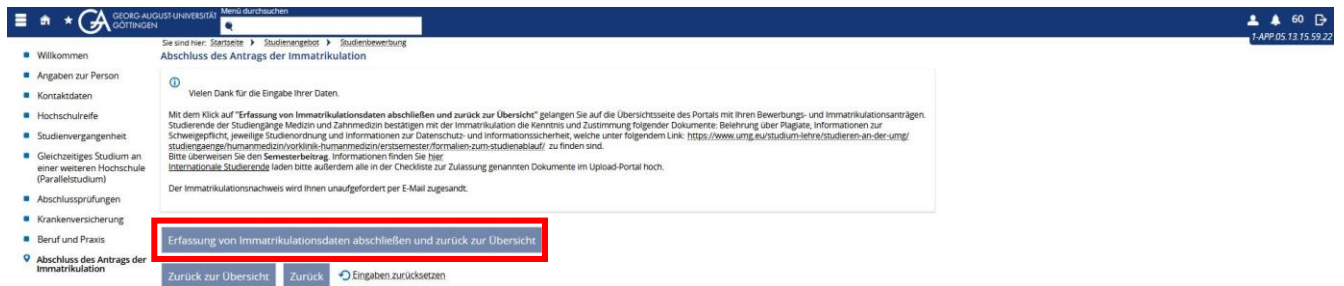 GEORG-AUGUST-UNIVERSITÄT
GÖTTINGEN
Menü durchsuchen
60
1-APP.05.13.15.59.22
Sie sind hier: Startseite Studienangebot Studienbewerbung
Abschluss des Antrags der Immatrikulation
Willkommen
Angaben zur Person
Kontaktdaten
Hochschulreife
Studienvergangenheit
Gleichzeitiges Studium an
einer weiteren Hochschule
(Parallelstudium)
Abschlussprüfungen
Krankenversicherung
Beruf und Praxis
Abschluss des Antrags der
Immatrikulation
Vielen Dank für die Eingabe Ihrer Daten.
Mit dem Klick auf "Erfassung von Immatrikulationsdaten abschließen und zurück zur Übersicht" gelangen Sie auf die Übersichtsseite des Portals mit Ihren Bewerbungs- und Immatrikulationsanträgen.
Studierende der Studiengänge Medizin und Zahnmedizin bestätigen mit der Immatrikulation die Kenntnis und Zustimmung folgender Dokumente: Belehrung über Plagiate, Informationen zur
Schweigepflicht, jeweilige Studienordnung und Informationen zur Datenschutz- und Informationssicherheit, welche unter folgendem Link: https://www.umg.eu/studium-lehre/studieren-an-der-umg/
studiengaenge/humanmedizin/vorklinik-humanmedizin/erstsemester/formalien-zum-studienablauf/ zu finden sind.
Bitte überweisen Sie den Semesterbeitrag. Informationen finden Sie hier
Internationale Studierende laden bitte außerdem alle in der Checkliste zur Zulassung genannten Dokumente im Upload-Portal hoch.
Der Immatrikulationsnachweis wird Ihnen unaufgefordert per E-Mail zugesandt.
Erfassung von Immatrikulationsdaten abschließen und zurück zur Übersicht
Zurück zur Übersicht Zurück Eingaben zurücksetzen